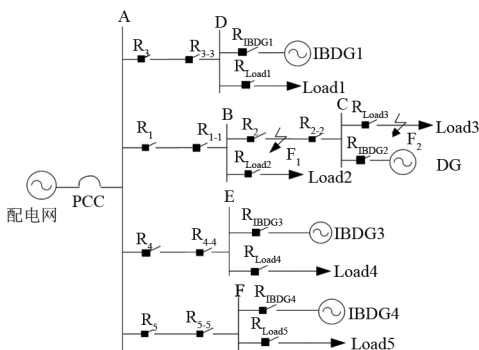 A
D
R3
R3-3
RIBDG1
IBDG1
RLoad1
Load1
B
C
R1
R1-1
R2
R2-2
RLoad3
Load3
F1
F2
RIBDG2
DG
RLoad2
Load2
配电网
PCC
E
RIBDG3
IBDG3
R4
R4-4
RLoad4
Load4
F
RIBDG4
IBDG4
R5
R5-5
RLoad5
Load5